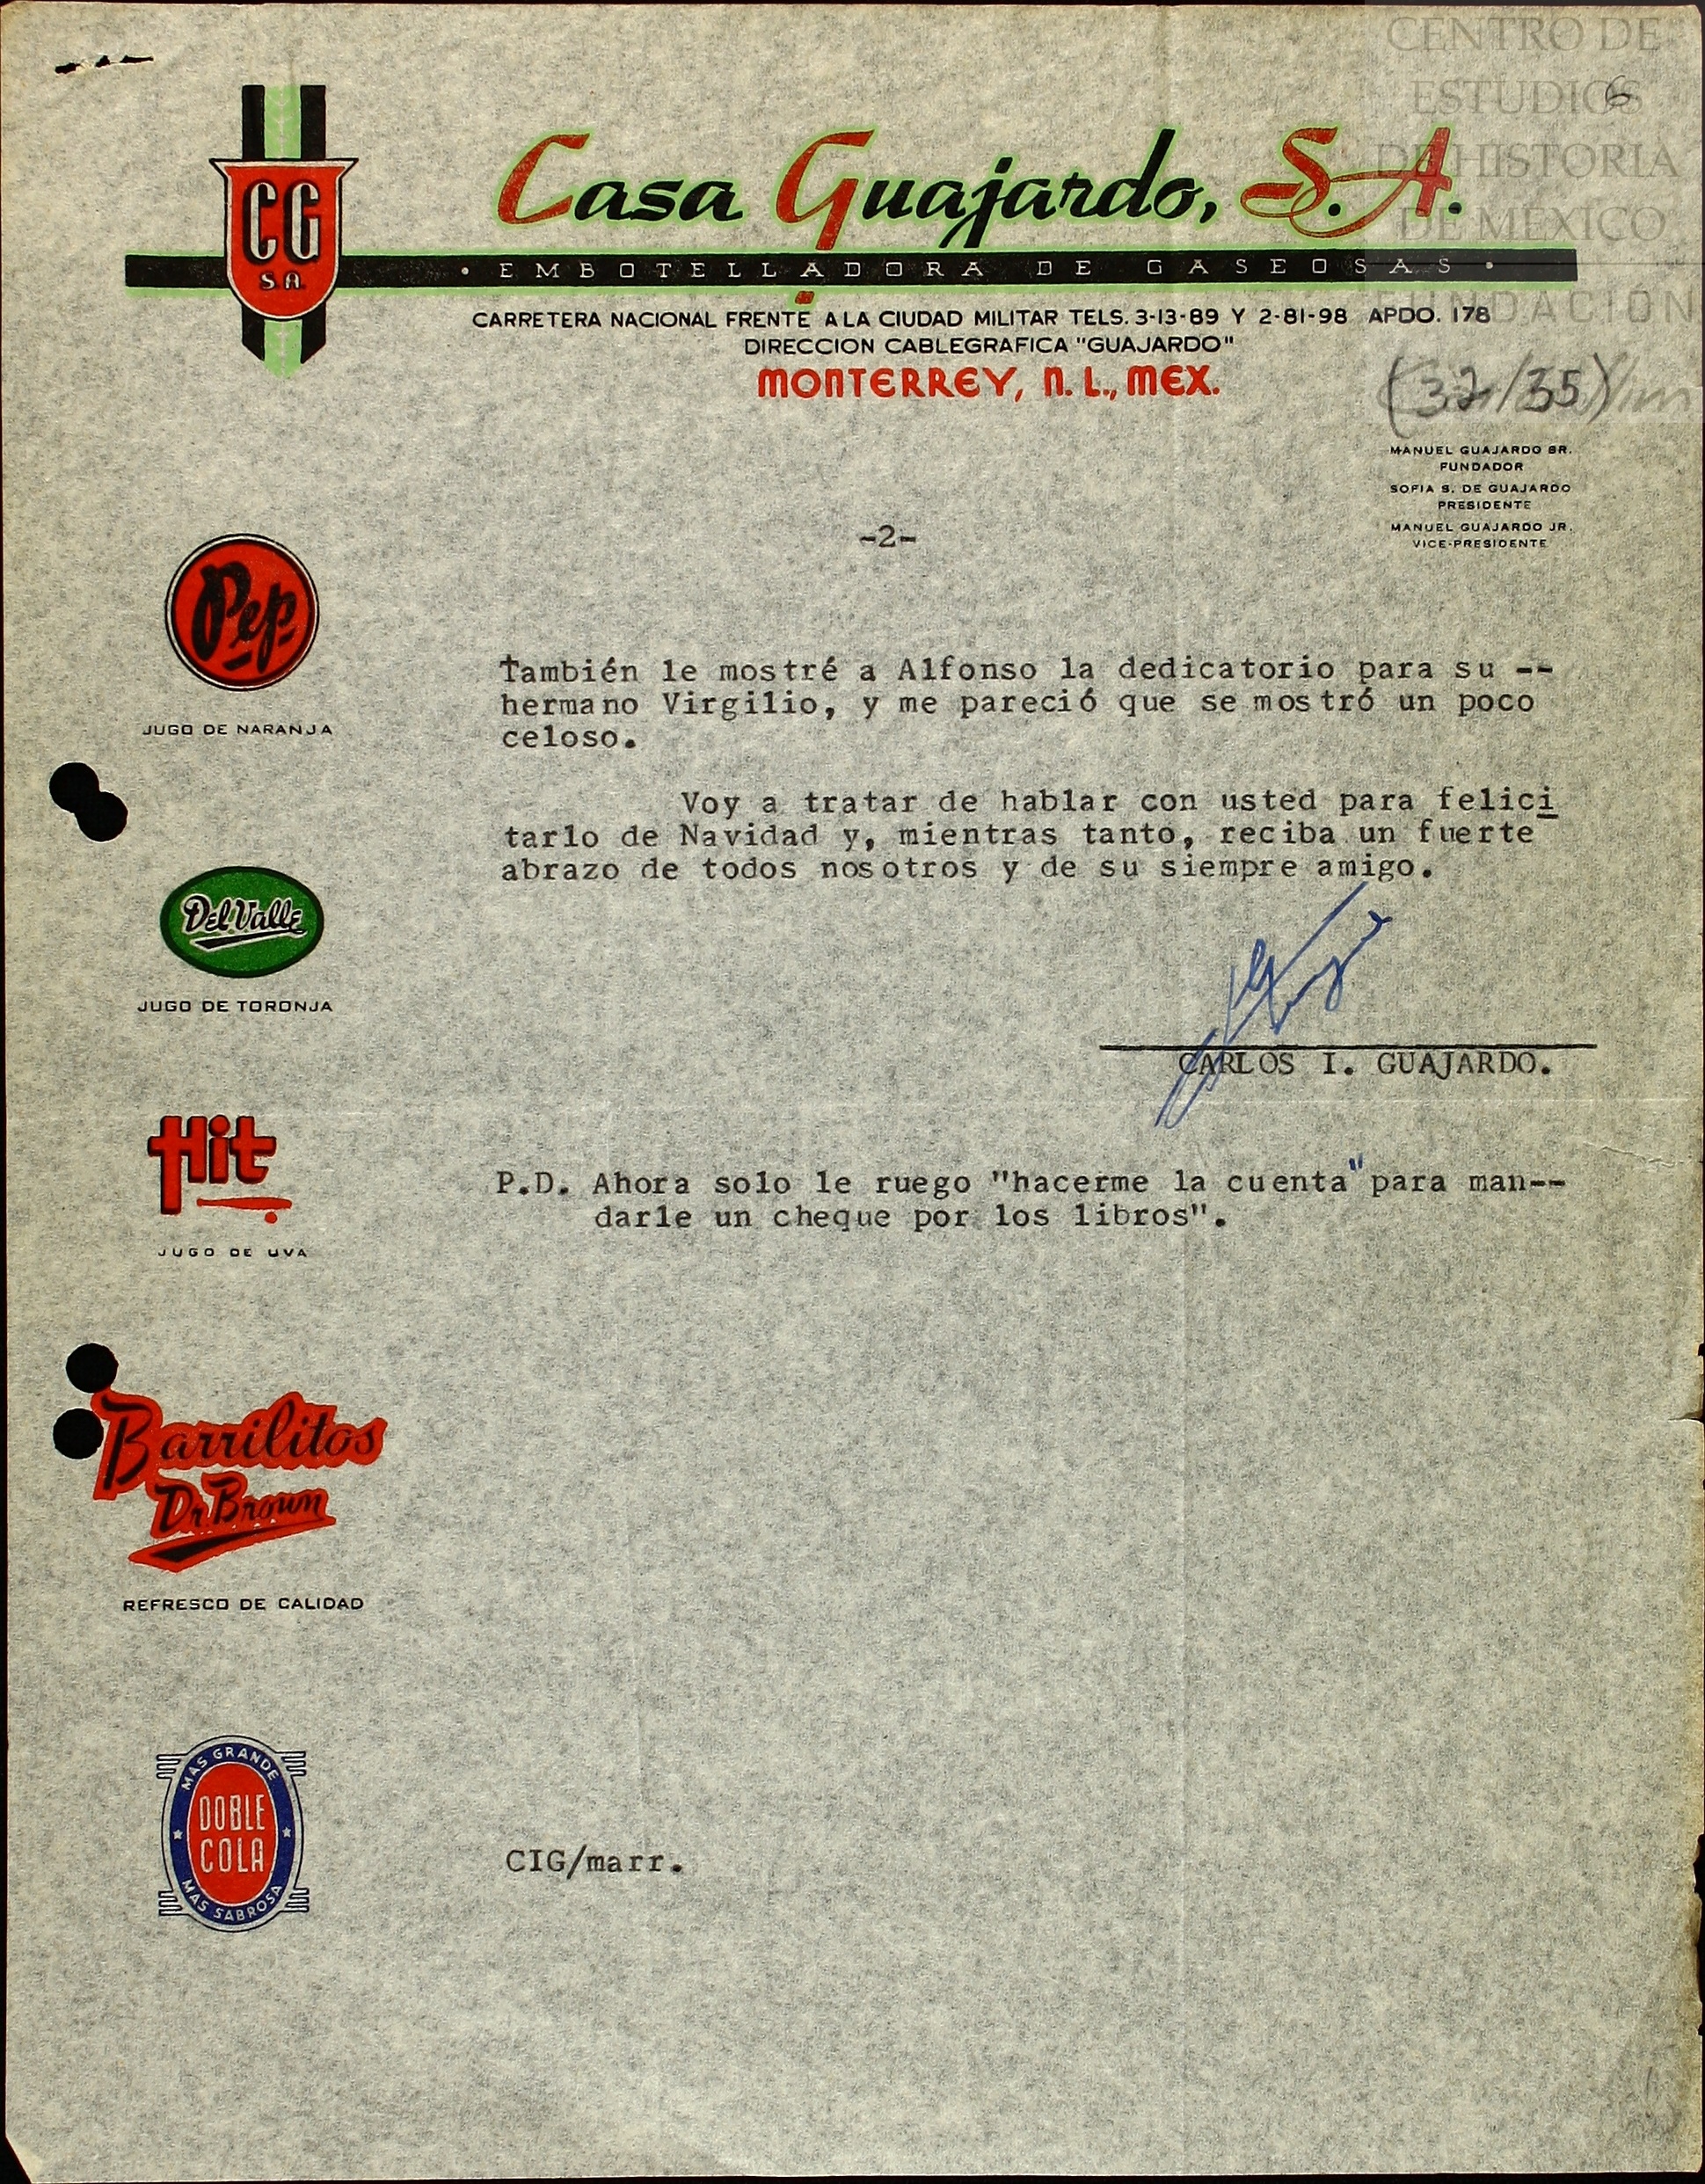 CENTRO DE
ESTUDIOS
DE HISTORIA
DE MÉXICO
FUNDACIÓN
6
CG
S A
Casa Guajardo, S.A.
• EMBOTELLADORA DE GASEOSAS •
CARRETERA NACIONAL FRENTE A LA CIUDAD MILITAR TELS. 3-13-89 Y 2-81-98 APDO. 178
DIRECCION CABLEGRAFICA "GUAJARDO"
MONTERREY, N. L., MEX.
(32/35)
MANUEL GUAJARDO SR.
FUNDADOR
SOFIA S. DE GUAJARDO
PRESIDENTE
MANUEL GUAJARDO JR.
VICE-PRESIDENTE
-2-
Pep
JUGO DE NARANJA
También le mostré a Alfonso la dedicatorio para su --
hermano Virgilio, y me pareció que se mostró un poco
celoso.
Voy a tratar de hablar con usted para felici
tarlo de Navidad y, mientras tanto, reciba un fuerte
abrazo de todos nosotros y de su siempre amigo.
Del Valle
JUGO DE TORONJA
CARLOS I. GUAJARDO.
Hit
JUGO DE UVA
P.D. Ahora solo le ruego "hacerme la cuenta" para man--
darle un cheque por los libros".
Barrilitos
Dr. Brown
REFRESCO DE CALIDAD
MAS GRANDE
DOBLE
COLA
MAS SABROSA
CIG/marr.